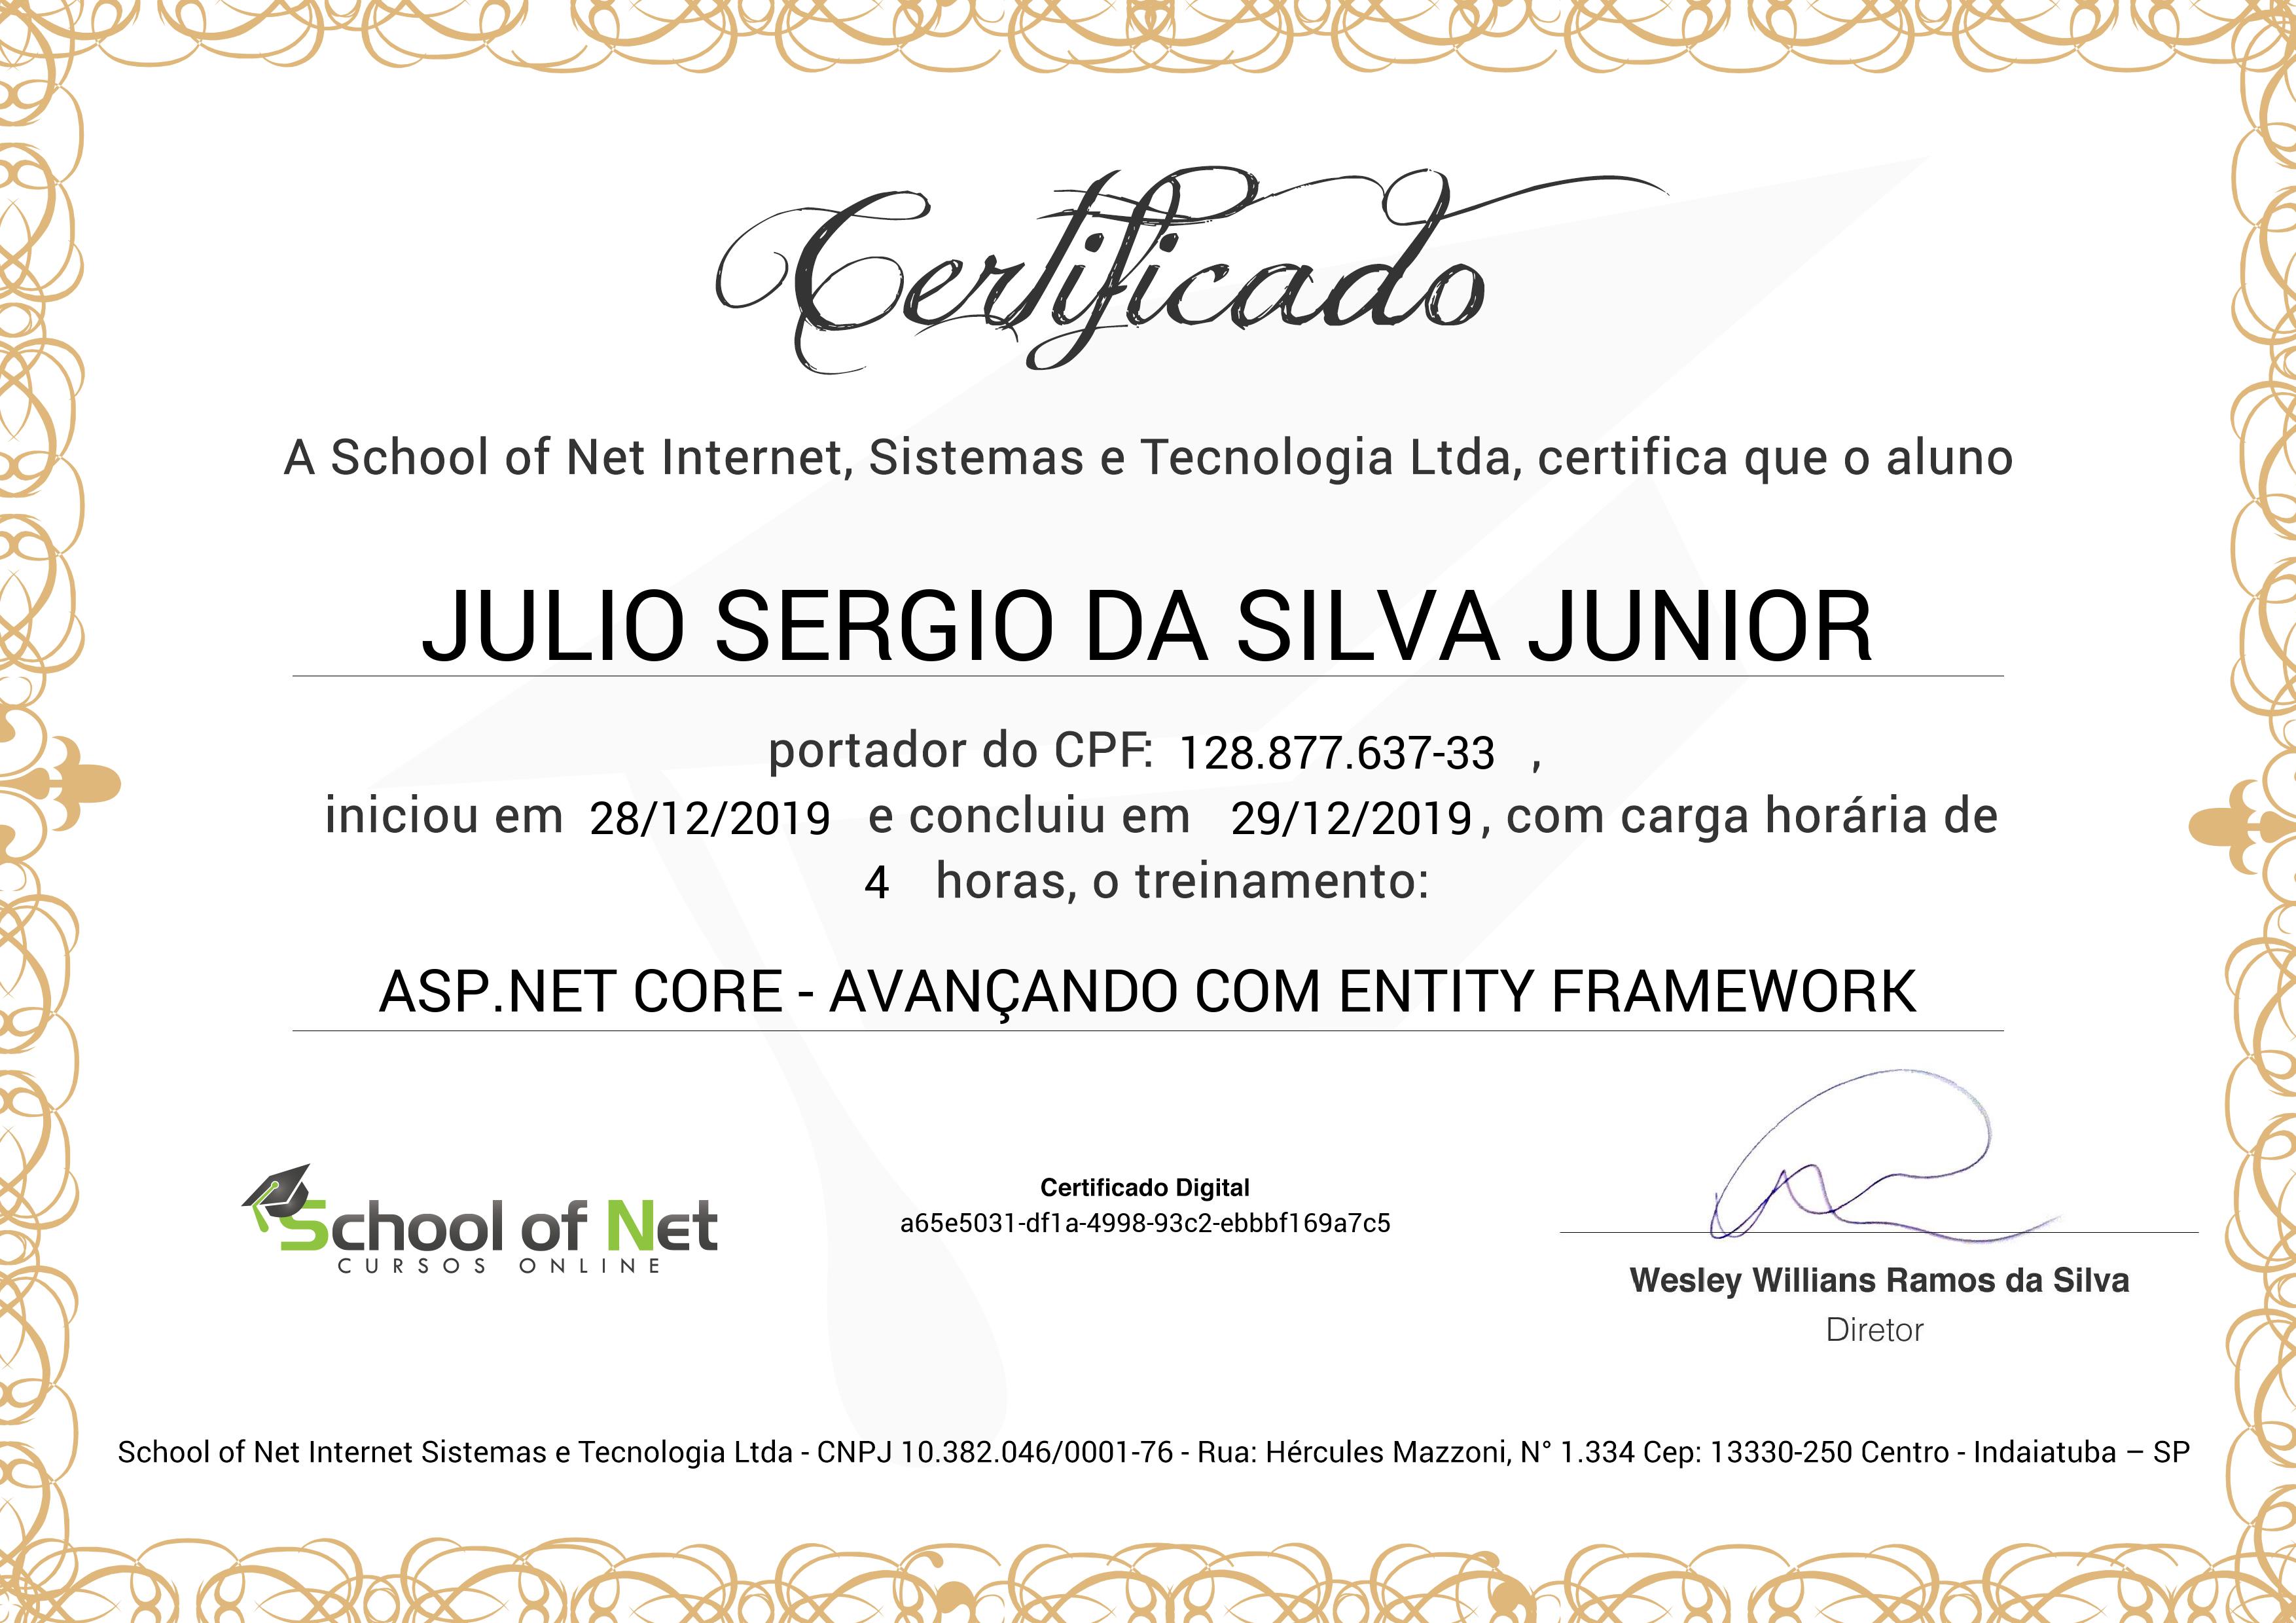 Certificado
A School of Net Internet, Sistemas e Tecnologia Ltda, certifica que o aluno
JULIO SERGIO DA SILVA JUNIOR
portador do CPF: 128.877.637-33 ,
iniciou em 28/12/2019 e concluiu em 29/12/2019, com carga horária de
4 horas, o treinamento:
ASP.NET CORE - AVANÇANDO COM ENTITY FRAMEWORK
School of Net
CURSOS ONLINE
Certificado Digital
a65e5031-df1a-4998-93c2-ebbbf169a7c5
Wesley Willians Ramos da Silva
Diretor
School of Net Internet Sistemas e Tecnologia Ltda - CNPJ 10.382.046/0001-76 - Rua: Hércules Mazzoni, N° 1.334 Cep: 13330-250 Centro - Indaiatuba – SP